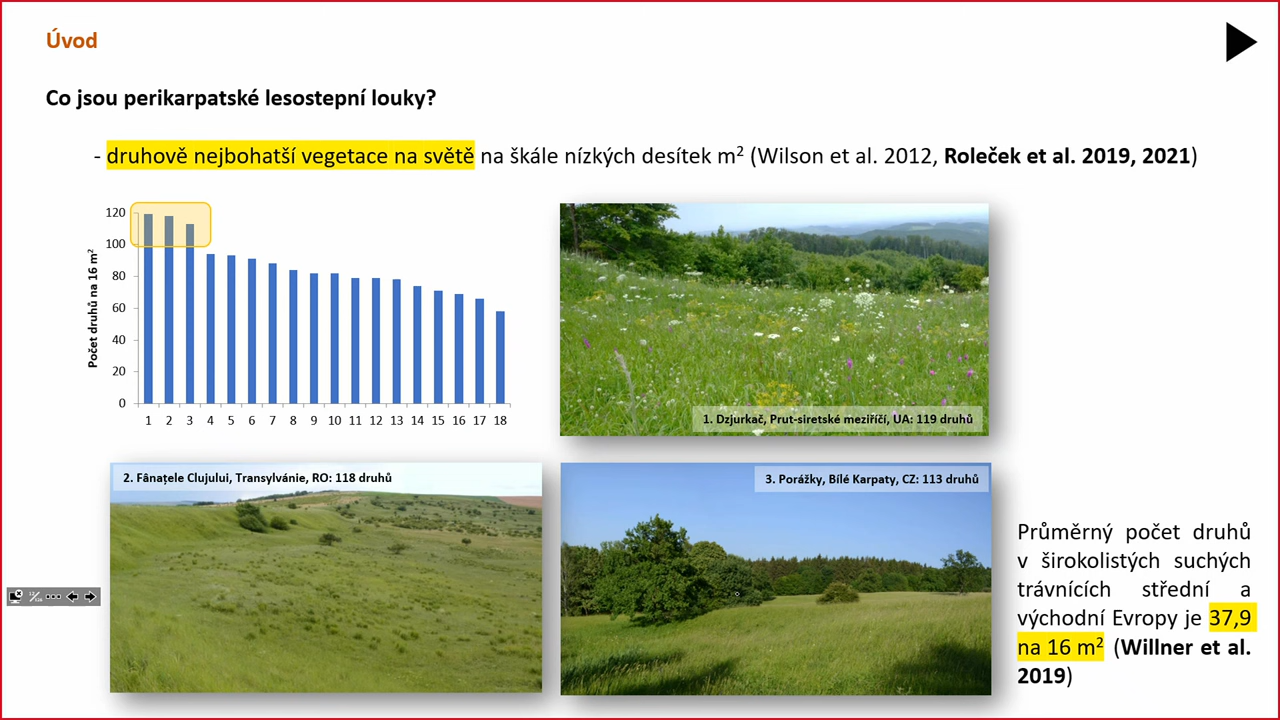 Úvod
Co jsou perikarpatské lesostepní louky?
- druhově nejbohatší vegetace na světě na škále nízkých desítek m² (Wilson et al. 2012, Roleček et al. 2019, 2021)
Počet druhů na 16 m²
120
100
80
60
40
20
0
1 2 3 4 5 6 7 8 9 10 11 12 13 14 15 16 17 18
1. Dzjurkač, Prut-siretské meziříčí, UA: 119 druhů
2. Fânațele Clujului, Transylvánie, RO: 118 druhů
3. Porážky, Bílé Karpaty, CZ: 113 druhů
Průměrný počet druhů
v širokolistých suchých
trávnících střední a
východní Evropy je 37,9
na 16 m² (Willner et al.
2019)